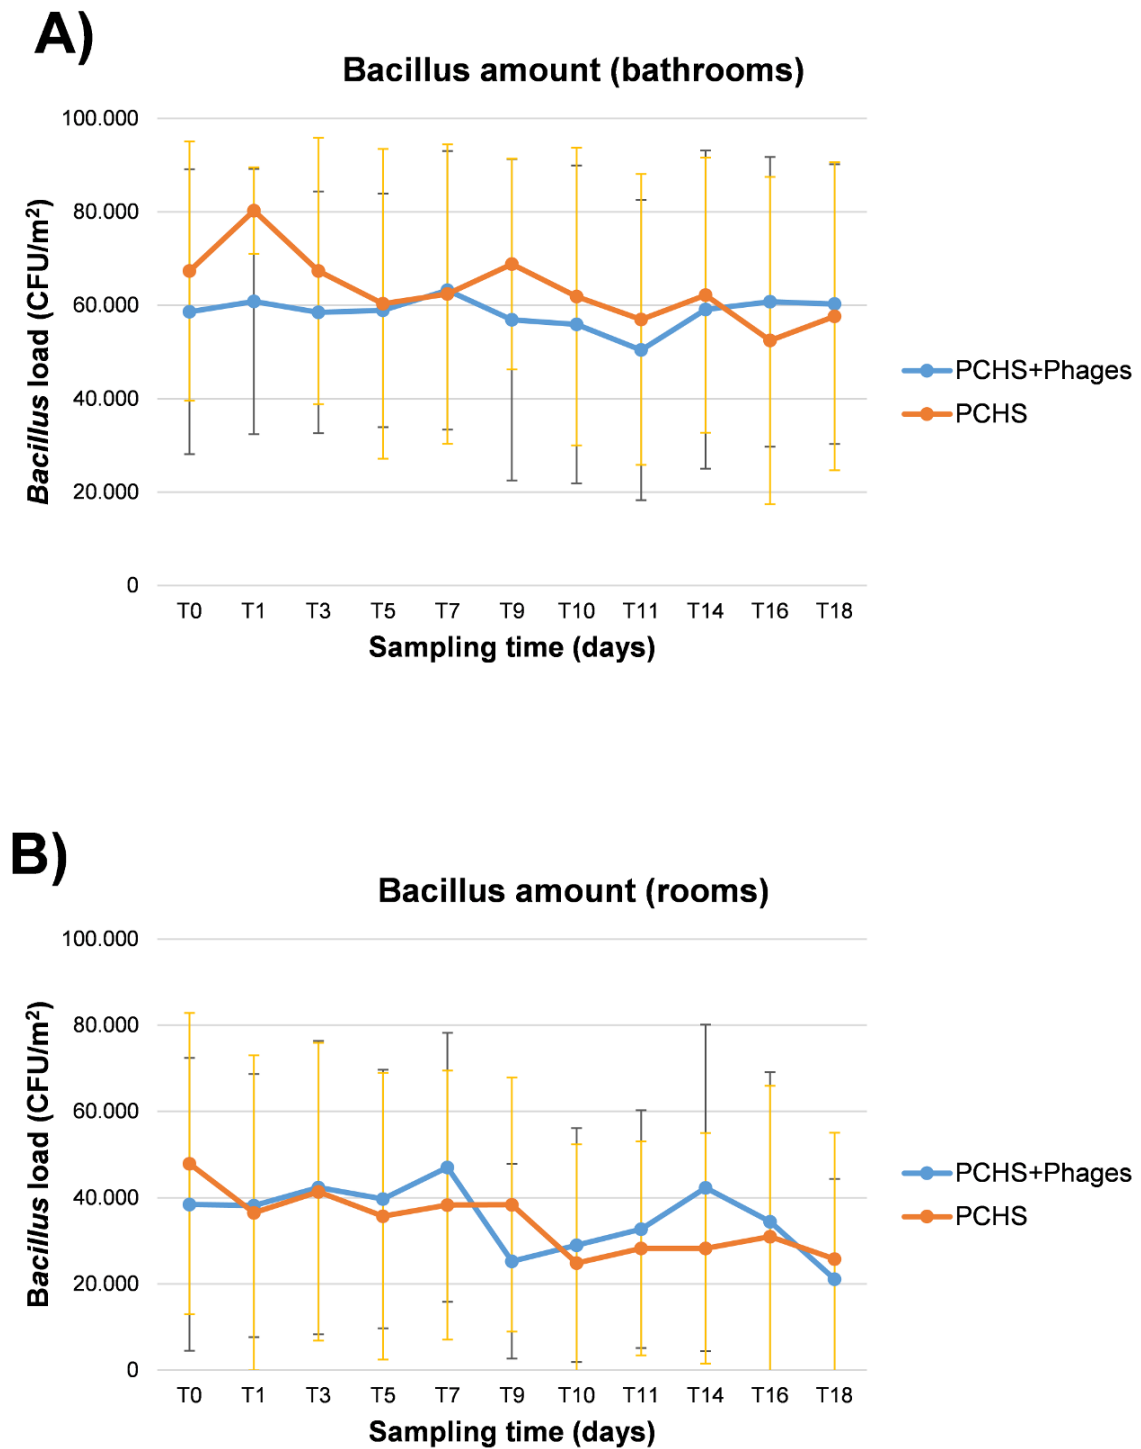 A)
Bacillus amount (bathrooms)
100.000
80.000
60.000
40.000
20.000
0
Bacillus load (CFU/m²)
T0 T1 T3 T5 T7 T9 T10 T11 T14 T16 T18
Sampling time (days)
PCHS+Phages
PCHS
B)
Bacillus amount (rooms)
100.000
80.000
60.000
40.000
20.000
0
Bacillus load (CFU/m²)
T0 T1 T3 T5 T7 T9 T10 T11 T14 T16 T18
Sampling time (days)
PCHS+Phages
PCHS